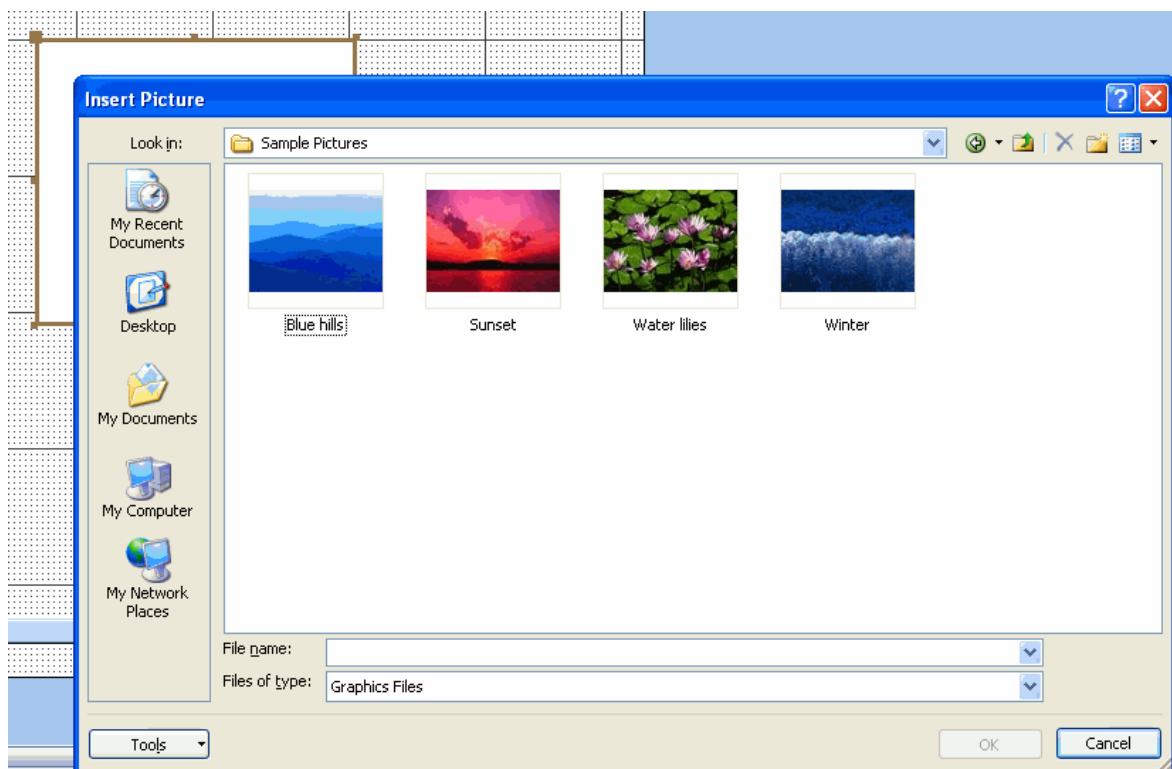 Insert Picture
?
Look in:
Sample Pictures
My Recent
Documents
Desktop
My Documents
My Computer
My Network
Places
Blue hills
Sunset
Water lilies
Winter
File name:
Files of type:
Graphics Files
Tools
OK
Cancel